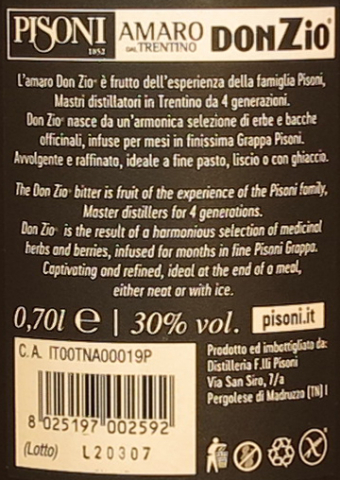 PISONI
1852
AMARO
DAL TRENTINO
DONZIO®
L'amaro Don Zio® è frutto dell'esperienza della famiglia Pisoni,
Mastri distillatori in Trentino da 4 generazioni.
Don Zio® nasce da un'armonica selezione di erbe e bacche
officinali, infuse per mesi in finissima Grappa Pisoni.
Avvolgente e raffinato, ideale a fine pasto, liscio o con ghiaccio.
The Don Zio® bitter is fruit of the experience of the Pisoni family,
Master distillers for 4 generations.
Don Zio® is the result of a harmonious selection of medicinal
herbs and berries, infused for months in fine Pisoni Grappa.
Captivating and refined, ideal at the end of a meal,
either neat or with ice.
0,70l e | 30% vol.
pisoni.it
C.A. IT00TNA00019P
8 025197 002592
(Lotto) L20307
Prodotto ed imbottigliato da:
Distilleria F.lli Pisoni
Via San Siro, 7/a
Pergolese di Madruzzo (TN) I